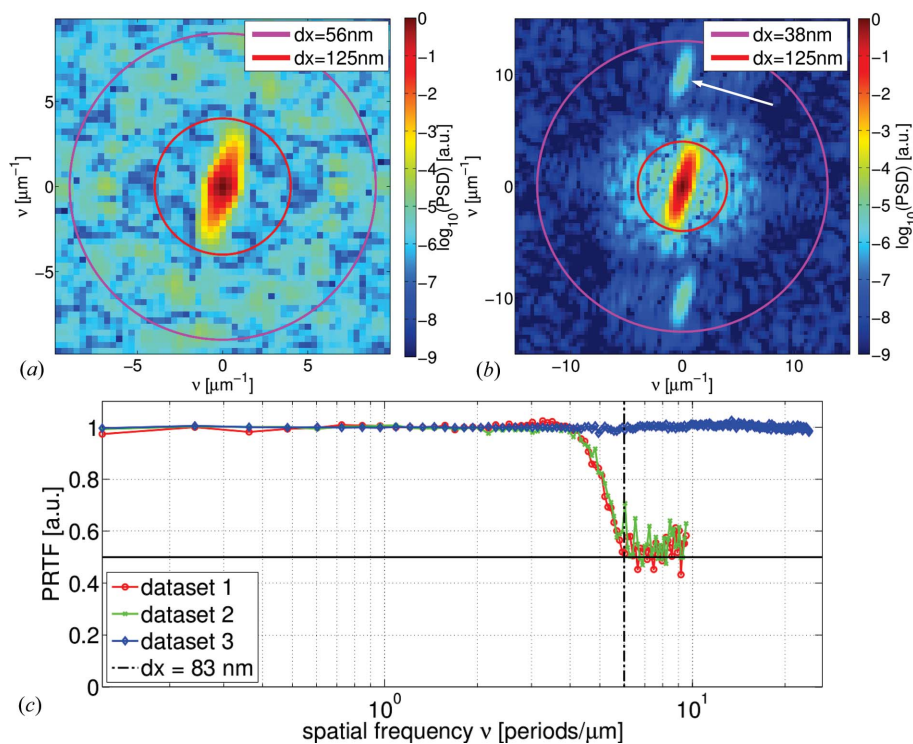 dx=56nm
dx=125nm
5
0
−5
ν [μm⁻¹]
−5 0 5
ν [μm⁻¹]
0
−1
−2
−3
−4
−5
−6
−7
−8
−9
log₁₀(PSD) [a.u.]
(a)
dx=38nm
dx=125nm
10
0
−10
ν [μm⁻¹]
−10 0 10
ν [μm⁻¹]
0
−1
−2
−3
−4
−5
−6
−7
−8
−9
log₁₀(PSD) [a.u.]
(b)
1
0.8
0.6
0.4
0.2
0
PRTF [a.u.]
dataset 1
dataset 2
dataset 3
dx = 83 nm
10⁰ 10¹
spatial frequency ν [periods/μm]
(c)